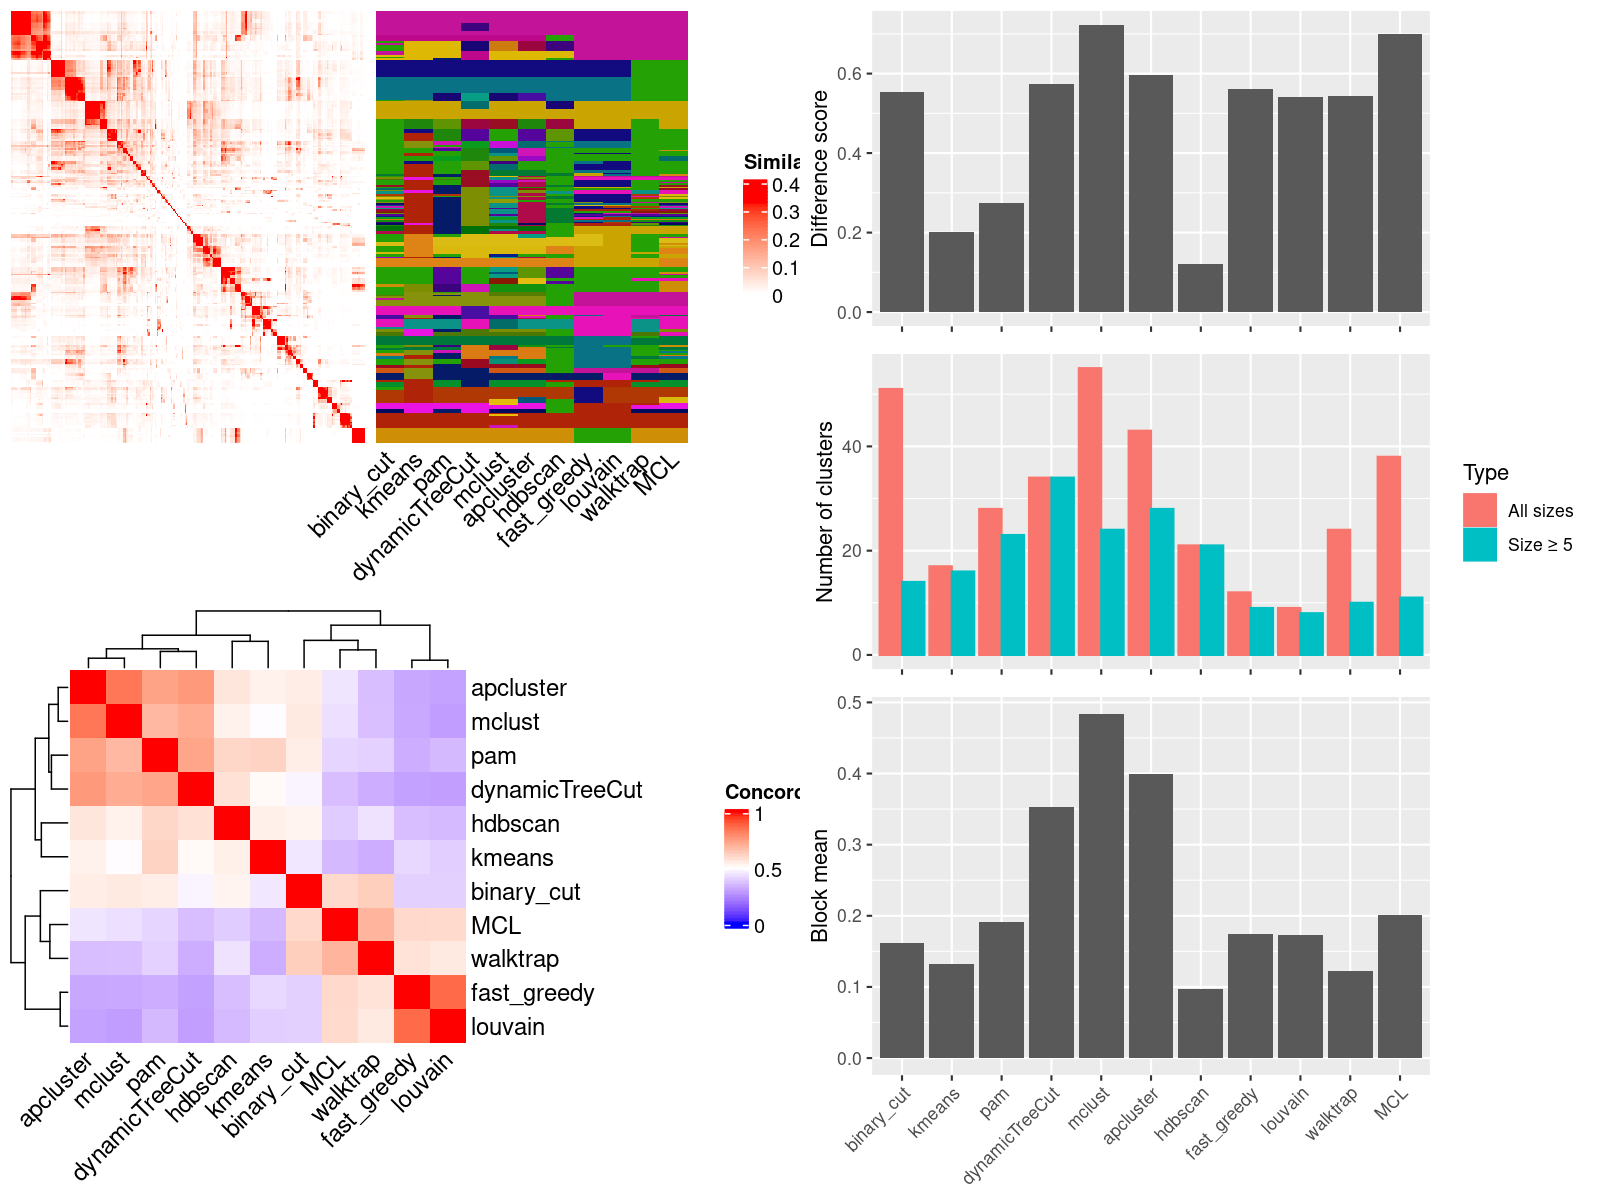 Simila
0.4
0.3
0.2
0.1
0
binary_cut
kmeans
pam
dynamicTreeCut
mclust
apcluster
hdbscan
fast_greedy
louvain
walktrap
MCL
Difference score
0.6
0.4
0.2
0.0
Number of clusters
40
20
0
Type
All sizes
Size ≥ 5
apcluster
mclust
pam
dynamicTreeCut
hdbscan
kmeans
binary_cut
MCL
walktrap
fast_greedy
louvain
apcluster
mclust
pam
dynamicTreeCut
hdbscan
kmeans
binary_cut
MCL
walktrap
fast_greedy
louvain
Concord
1
0.5
0
Block mean
0.5
0.4
0.3
0.2
0.1
0.0
binary_cut
kmeans
pam
dynamicTreeCut
mclust
apcluster
hdbscan
fast_greedy
louvain
walktrap
MCL